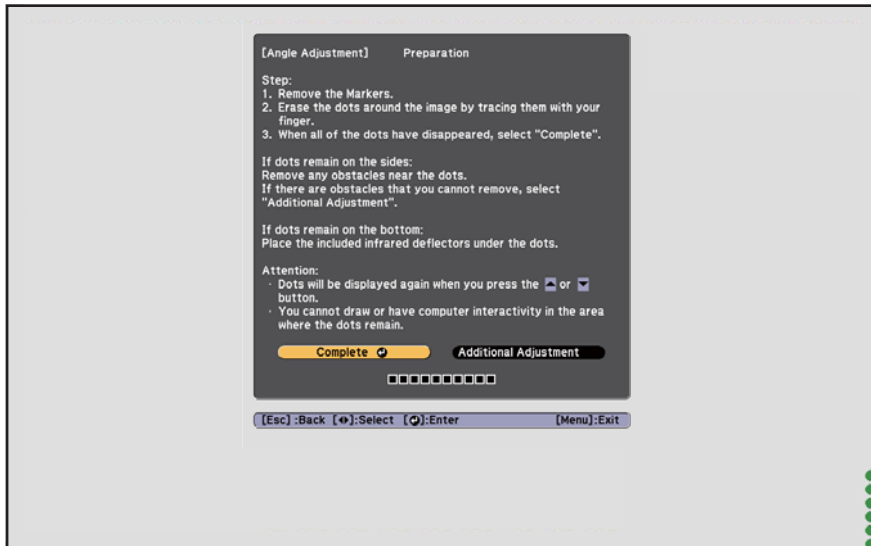 [Angle Adjustment] Preparation
Step:
1. Remove the Markers.
2. Erase the dots around the image by tracing them with your
finger.
3. When all of the dots have disappeared, select "Complete".
If dots remain on the sides:
Remove any obstacles near the dots.
If there are obstacles that you cannot remove, select
"Additional Adjustment".
If dots remain on the bottom:
Place the included infrared deflectors under the dots.
Attention:
· Dots will be displayed again when you press the ▲ or ▼
button.
· You cannot draw or have computer interactivity in the area
where the dots remain.
Complete Additional Adjustment
[Esc] :Back [◆]:Select [⏎]:Enter [Menu]:Exit